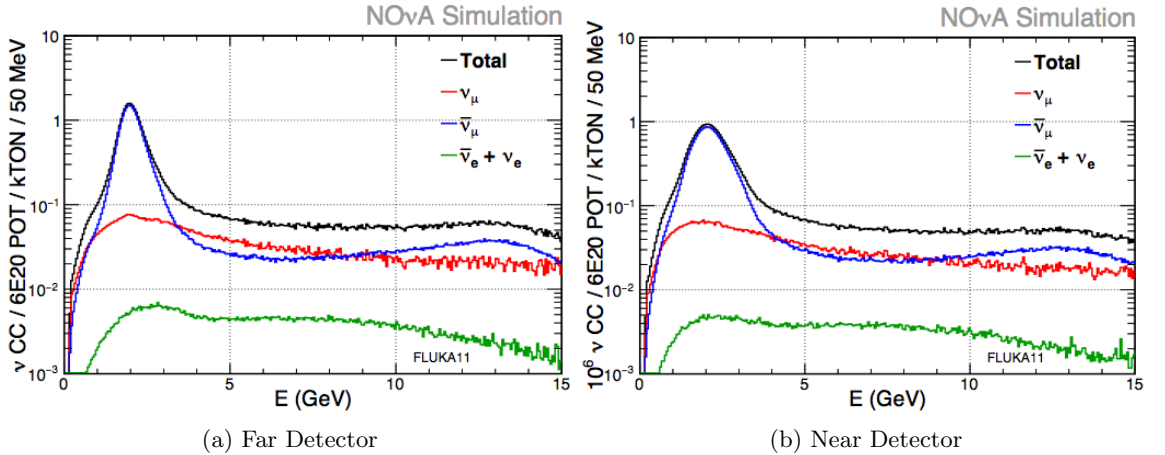 NOνA Simulation
ν CC / 6E20 POT / kTON / 50 MeV
10
1
10⁻¹
10⁻²
10⁻³
Total
ν_μ
ν̄_μ
ν̄_e + ν_e
FLUKA11
0 5 10 15
E (GeV)
(a) Far Detector
NOνA Simulation
10⁶ ν CC / 6E20 POT / kTON / 50 MeV
10
1
10⁻¹
10⁻²
10⁻³
Total
ν_μ
ν̄_μ
ν̄_e + ν_e
FLUKA11
0 5 10 15
E (GeV)
(b) Near Detector